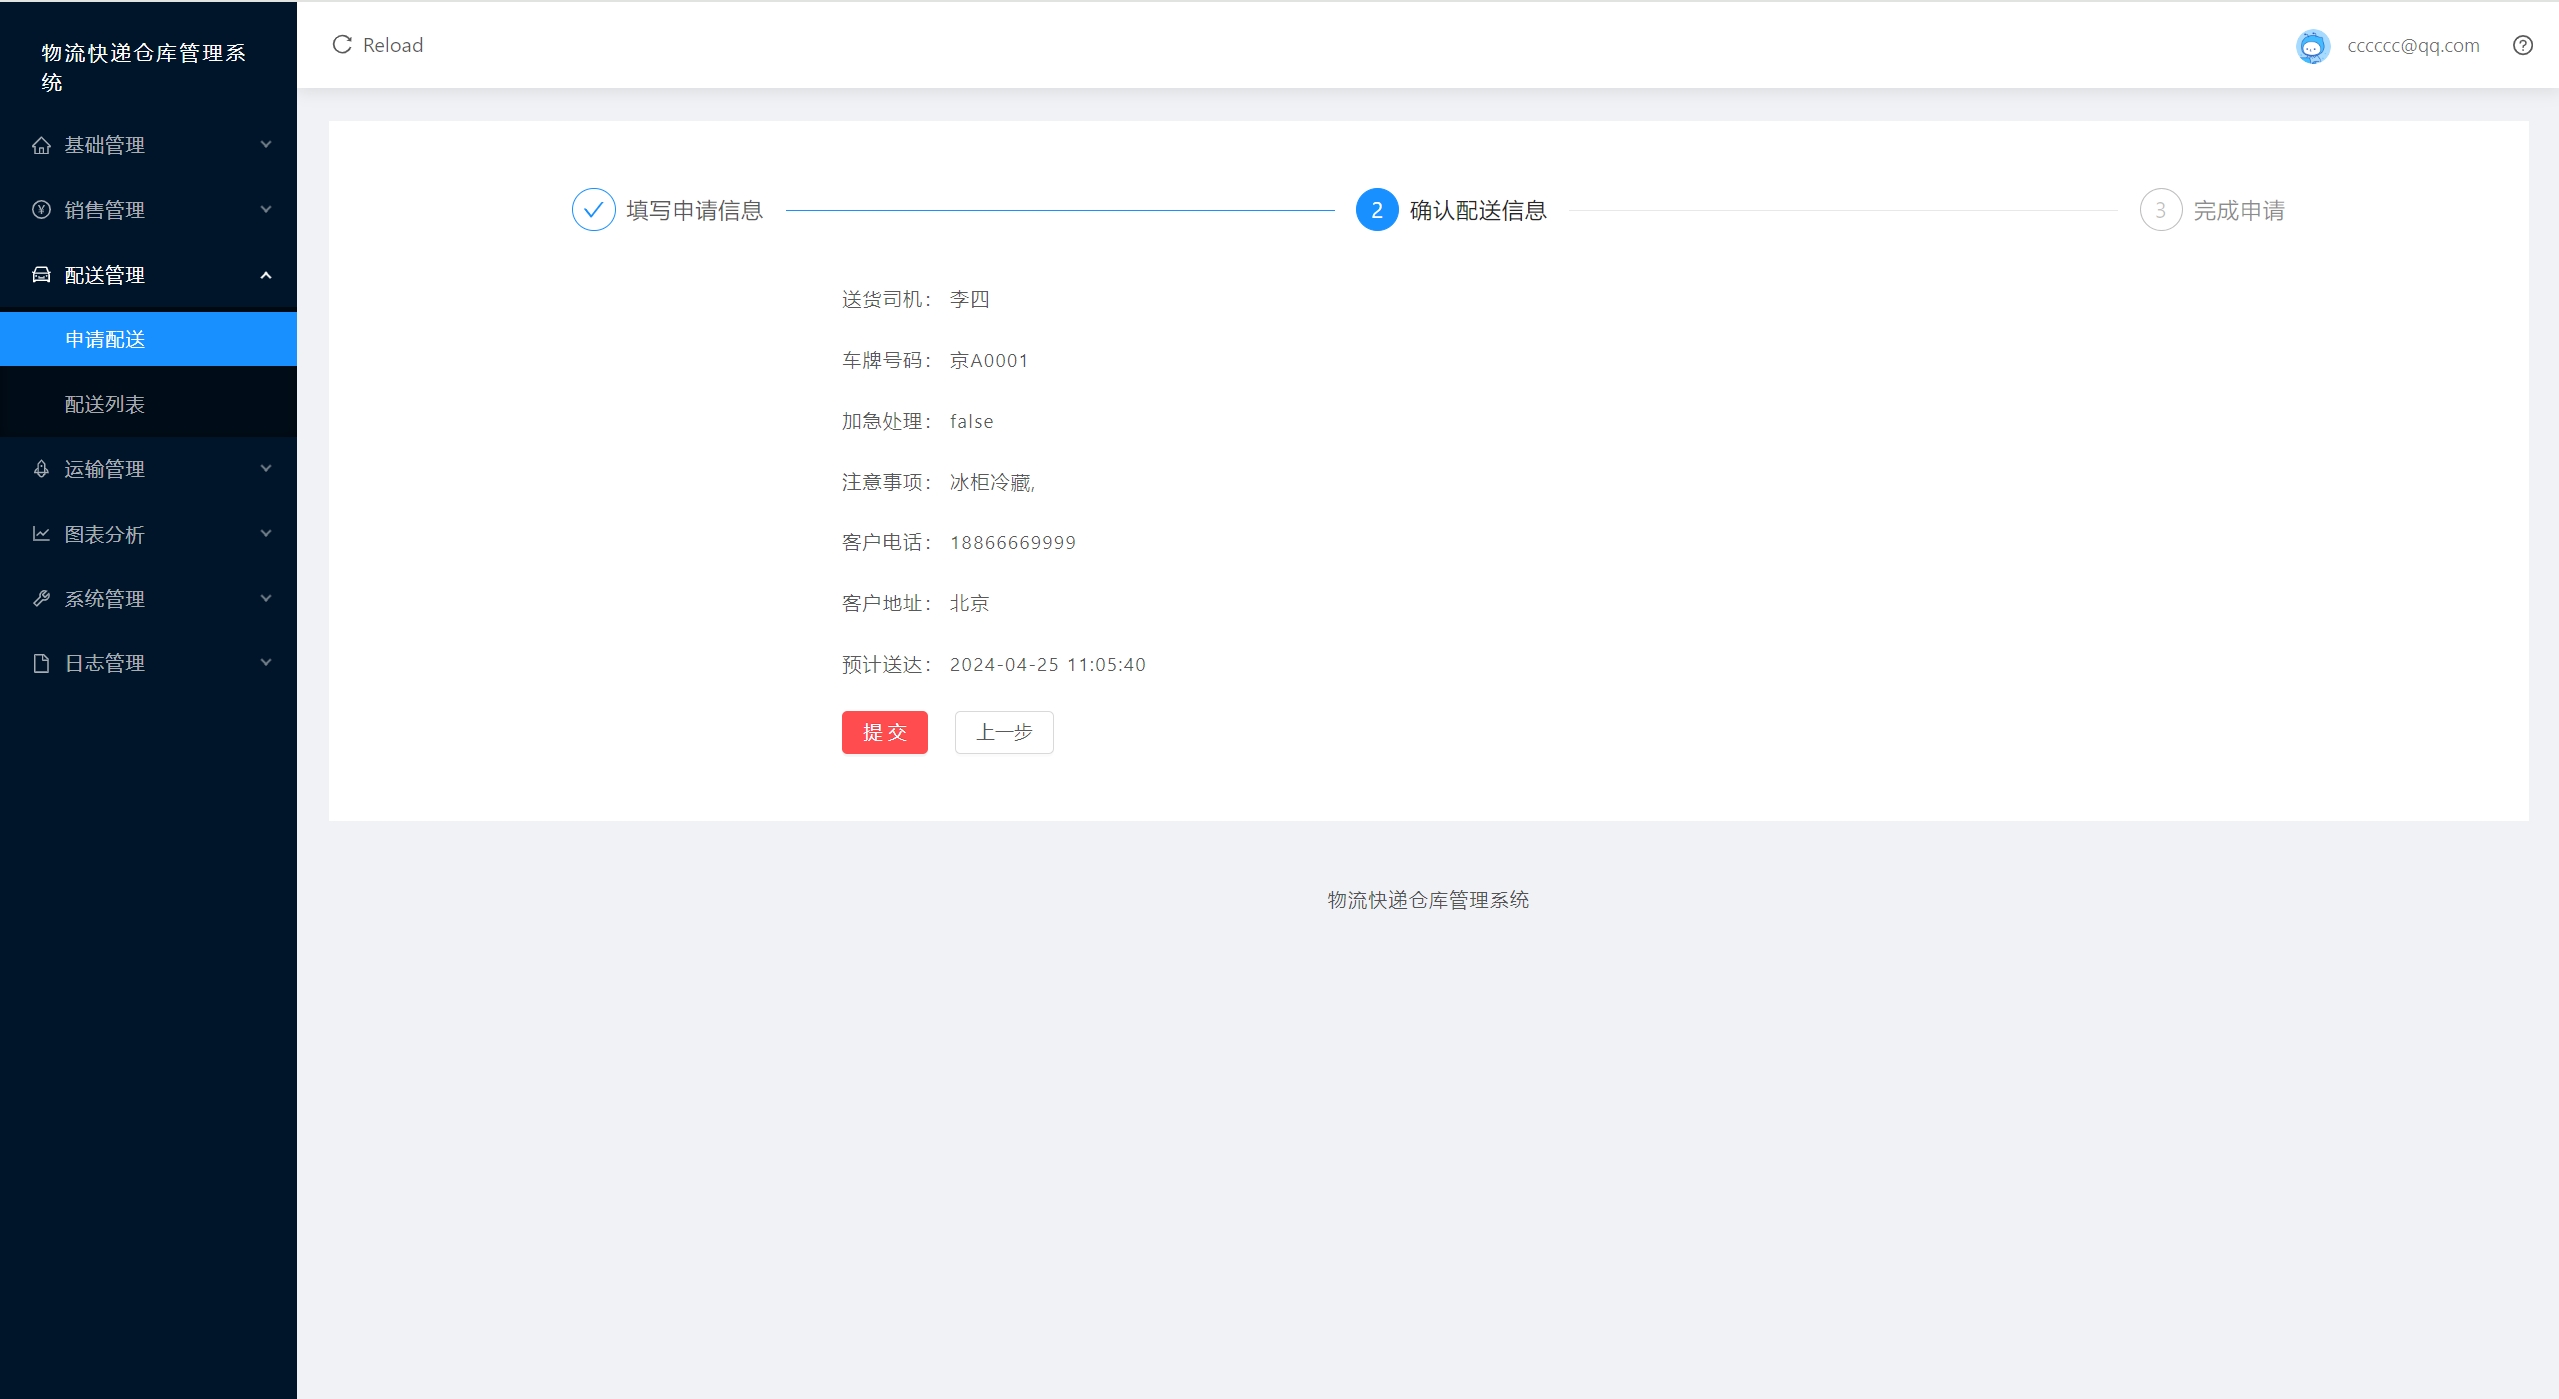 物流快递仓库管理系
统
基础管理
销售管理
配送管理
申请配送
配送列表
运输管理
图表分析
系统管理
日志管理
Reload
cccccc@qq.com
填写申请信息
2 确认配送信息
3 完成申请
送货司机： 李四
车牌号码： 京A0001
加急处理： false
注意事项： 冰柜冷藏,
客户电话： 18866669999
客户地址： 北京
预计送达： 2024-04-25 11:05:40
提 交 上一步
物流快递仓库管理系统